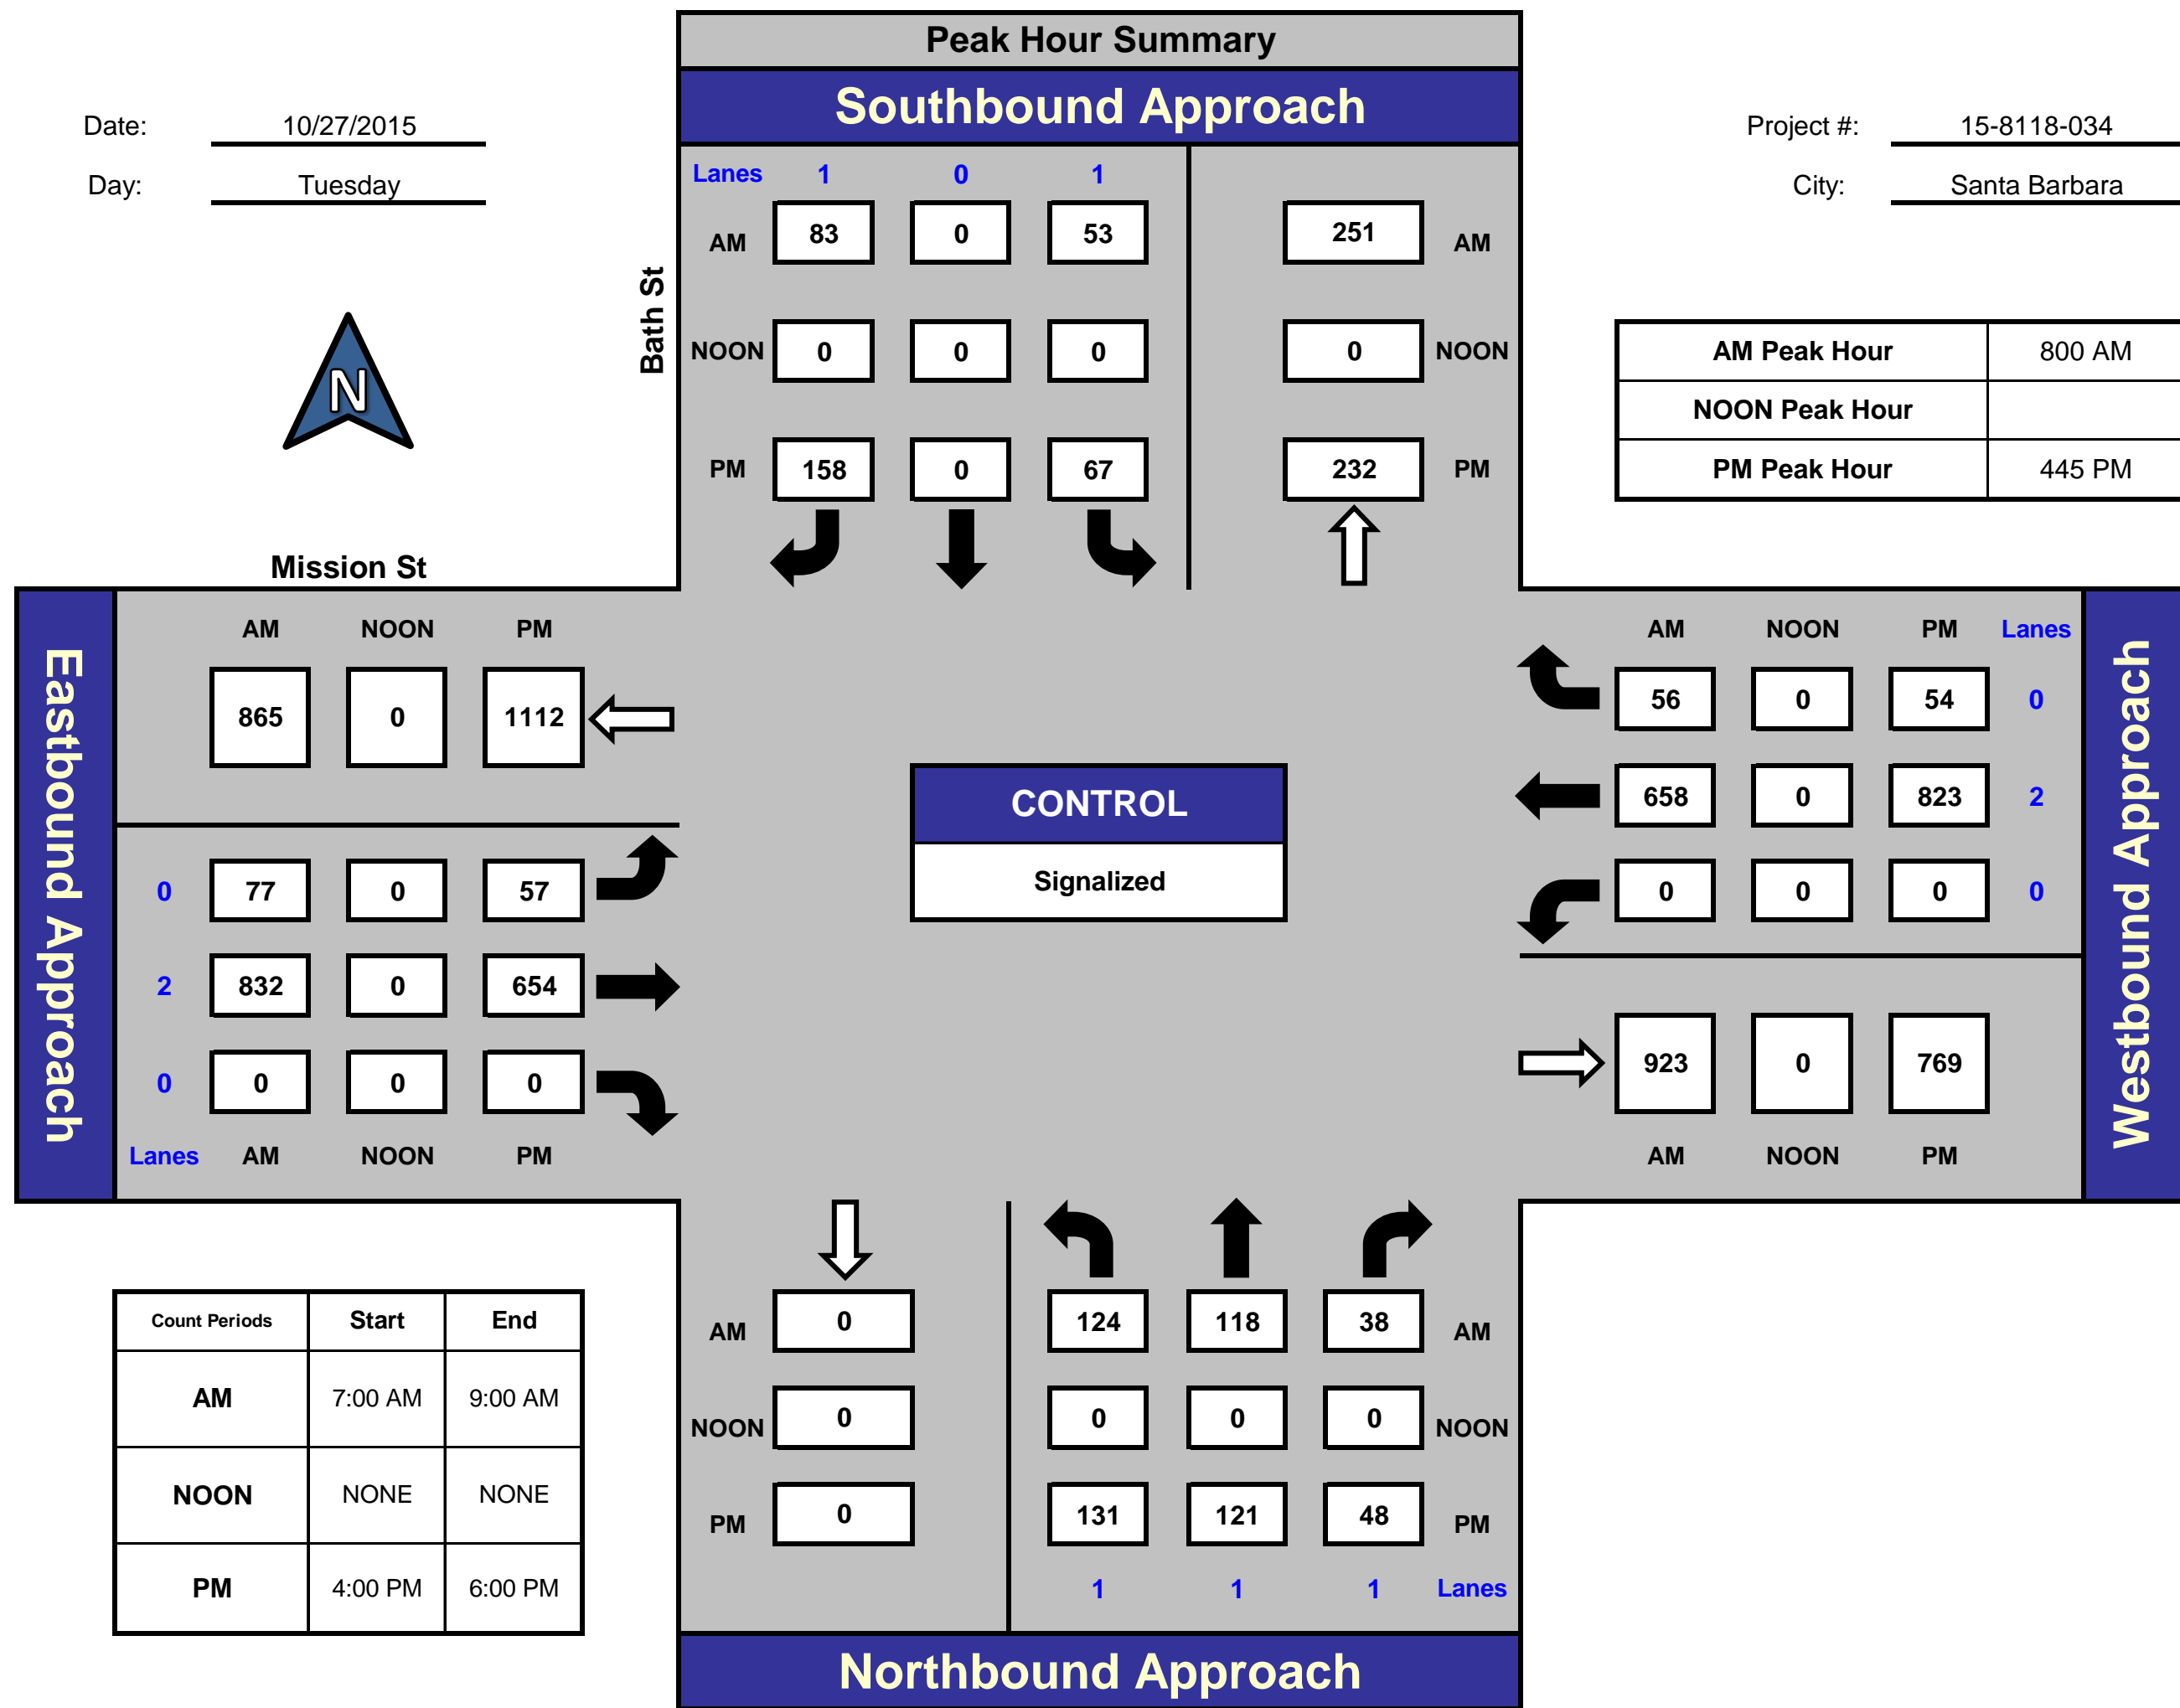 Peak Hour Summary
Southbound Approach
Date: 10/27/2015
Project #: 15-8118-034
Day: Tuesday
City: Santa Barbara
Lanes 1 0 1
AM 83 0 53 251 AM
Bath St
NOON 0 0 0 0 NOON
PM 158 0 67 232 PM
N
AM Peak Hour 800 AM
NOON Peak Hour
PM Peak Hour 445 PM
Mission St
Eastbound Approach
AM NOON PM
865 0 1112
0 77 0 57
2 832 0 654
0 0 0 0
Lanes AM NOON PM
CONTROL
Signalized
AM NOON PM Lanes
56 0 54 0
658 0 823 2
0 0 0 0
923 0 769
AM NOON PM
Westbound Approach
Count Periods Start End
AM 7:00 AM 9:00 AM
NOON NONE NONE
PM 4:00 PM 6:00 PM
AM 0 124 118 38 AM
NOON 0 0 0 0 NOON
PM 0 131 121 48 PM
1 1 1 Lanes
Northbound Approach